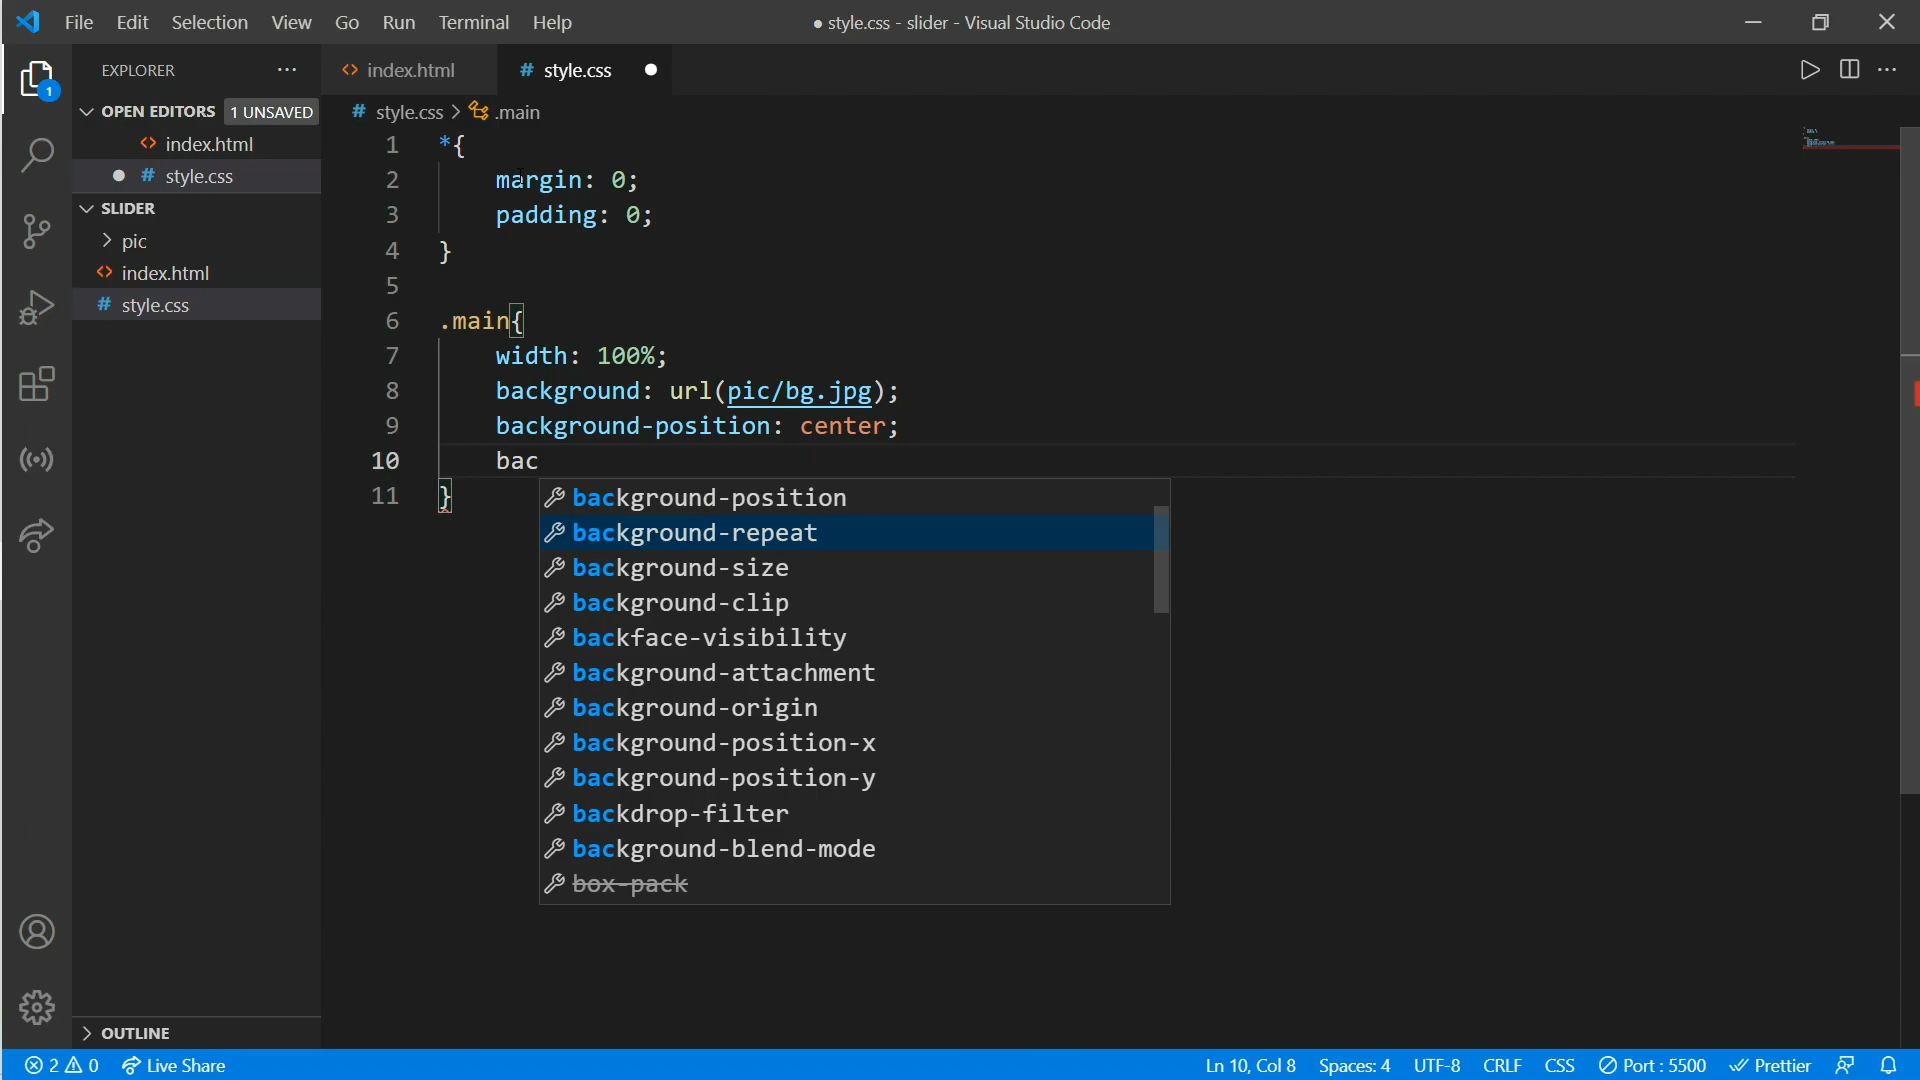 File Edit Selection View Go Run Terminal Help
● style.css - slider - Visual Studio Code
EXPLORER
1
OPEN EDITORS 1 UNSAVED
index.html
# style.css
SLIDER
pic
index.html
# style.css
OUTLINE
index.html
# style.css
# style.css > .main
1 *{
2 margin: 0;
3 padding: 0;
4 }
5
6 .main{
7 width: 100%;
8 background: url(pic/bg.jpg);
9 background-position: center;
10 bac
11 }
background-position
background-repeat
background-size
background-clip
backface-visibility
background-attachment
background-origin
background-position-x
background-position-y
backdrop-filter
background-blend-mode
box-pack
2 0 Live Share Ln 10, Col 8 Spaces: 4 UTF-8 CRLF CSS Port : 5500 Prettier